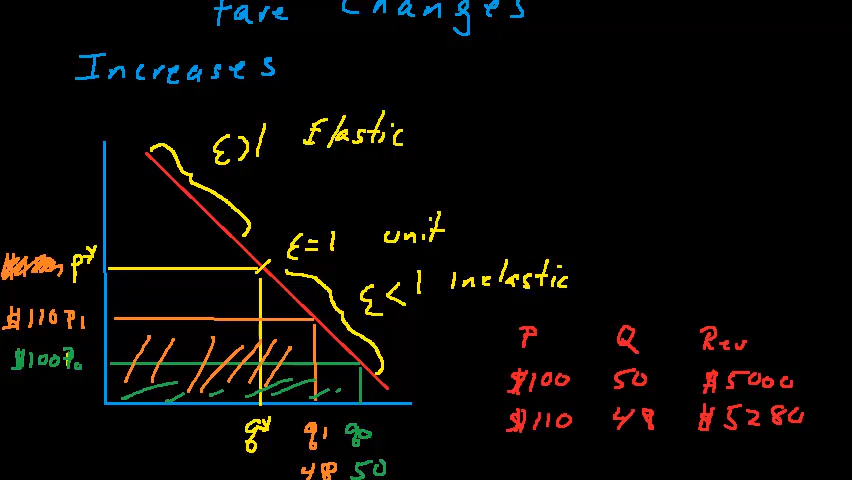 Fare Changes
Increases
ε>1 Elastic
ε=1 unit
ε<1 Inelastic
p*
$110 P1
$100 P0
q* q1 q0
48 50
P Q Rev
$100 50 $5000
$110 48 $5280